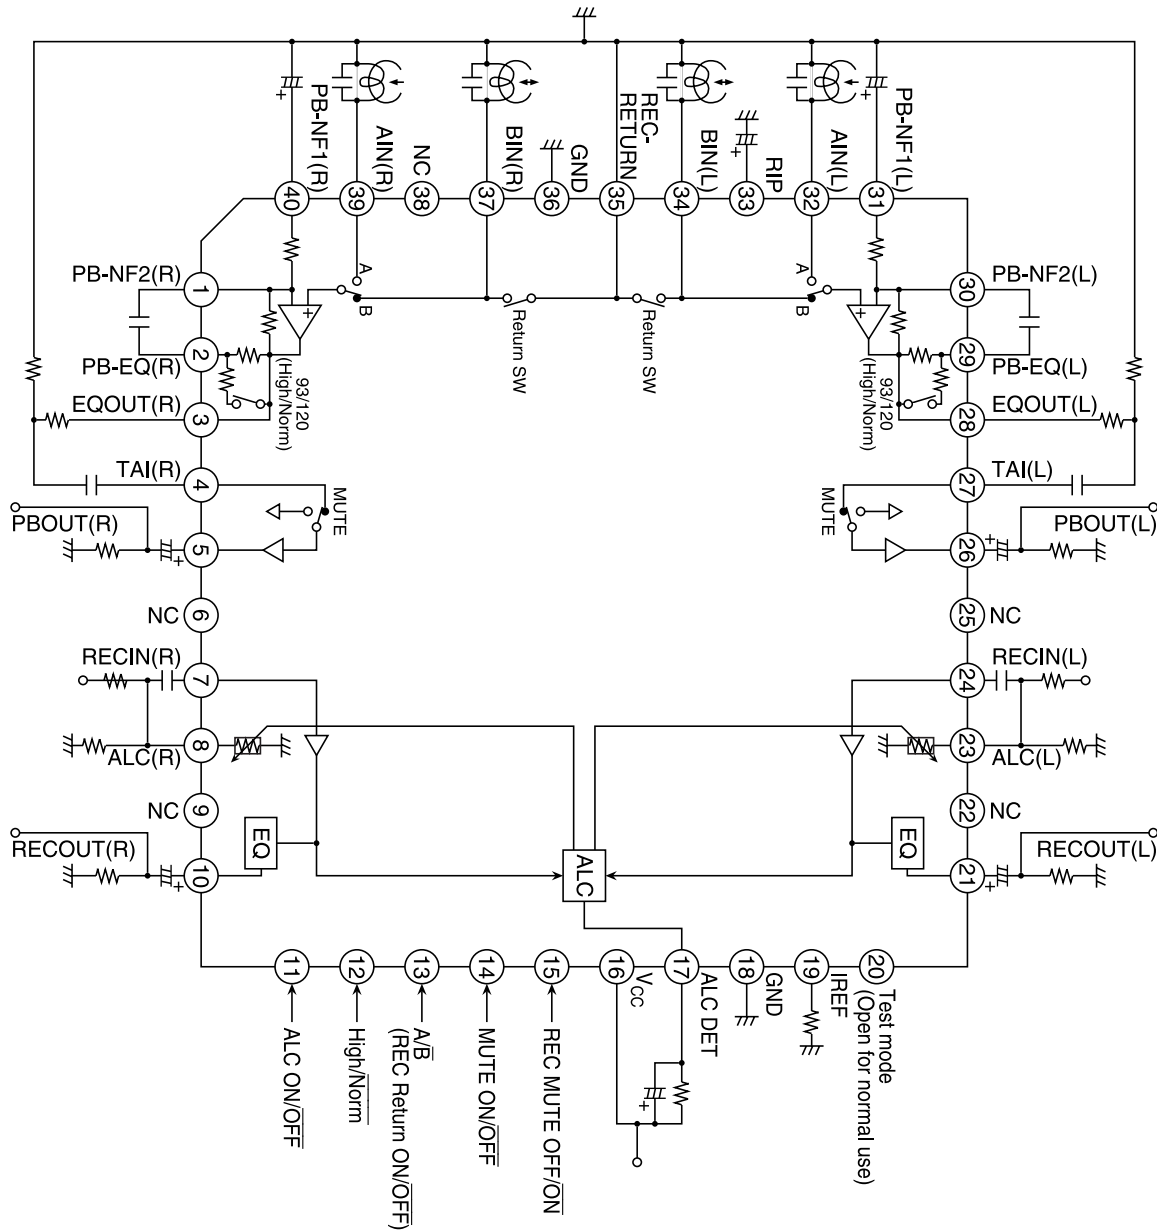 PB-NF1(R)
AIN(R)
NC
BIN(R)
GND
REC-
RETURN
BIN(L)
RIP
AIN(L)
PB-NF1(L)
40
39
38
37
36
35
34
33
32
31
PB-NF2(R)
1
A
B
Return SW
Return SW
A
B
30
PB-NF2(L)
2
PB-EQ(R)
93/120
(High/Norm)
93/120
(High/Norm)
29
PB-EQ(L)
EQOUT(R)
3
28
EQOUT(L)
TAI(R)
4
MUTE
MUTE
27
TAI(L)
PBOUT(R)
5
26
PBOUT(L)
NC
6
25
NC
RECIN(R)
7
24
RECIN(L)
8
ALC(R)
23
ALC(L)
NC
9
22
NC
RECOUT(R)
10
EQ
ALC
EQ
21
RECOUT(L)
11
12
13
14
15
16
17
18
19
20
ALC ON/OFF
High/Norm
A/B
(REC Return ON/OFF)
MUTE ON/OFF
REC MUTE OFF/ON
VCC
ALC DET
GND
IREF
Test mode
(Open for normal use)